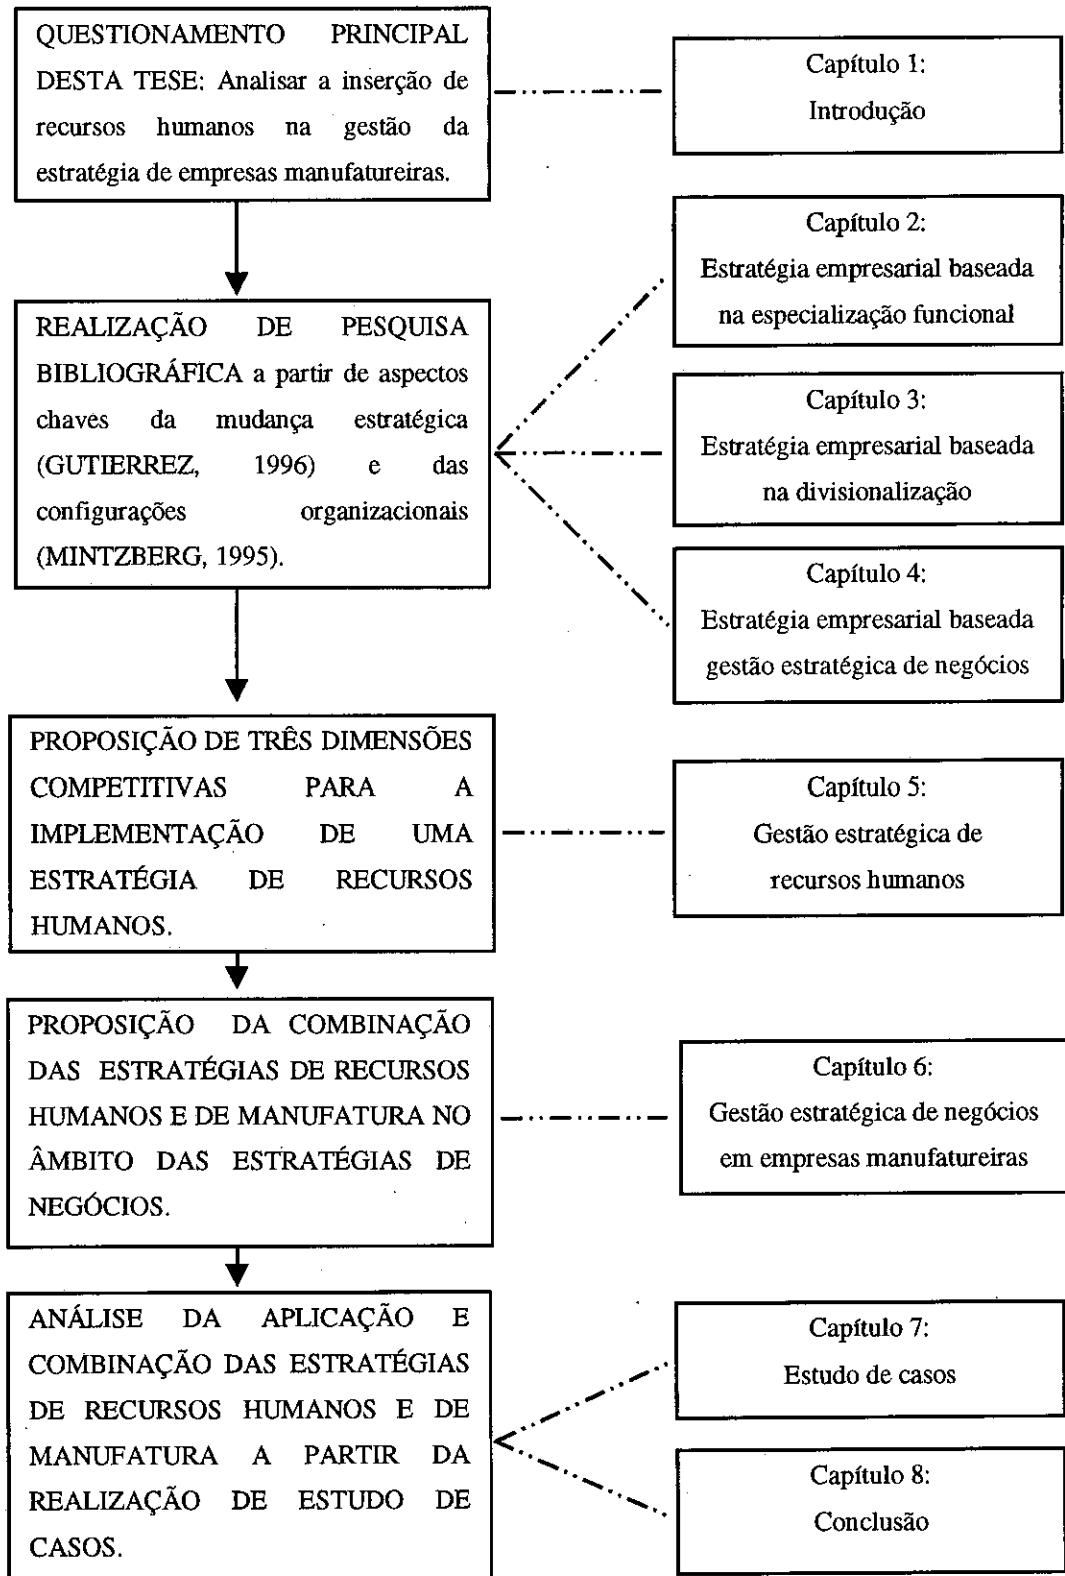 QUESTIONAMENTO PRINCIPAL
DESTA TESE: Analisar a inserção de
recursos humanos na gestão da
estratégia de empresas manufatureiras.
Capítulo 1:
Introdução
REALIZAÇÃO DE PESQUISA
BIBLIOGRÁFICA a partir de aspectos
chaves da mudança estratégica
(GUTIERREZ, 1996) e das
configurações organizacionais
(MINTZBERG, 1995).
Capítulo 2:
Estratégia empresarial baseada
na especialização funcional
Capítulo 3:
Estratégia empresarial baseada
na divisionalização
Capítulo 4:
Estratégia empresarial baseada
gestão estratégica de negócios
PROPOSIÇÃO DE TRÊS DIMENSÕES
COMPETITIVAS PARA A
IMPLEMENTAÇÃO DE UMA
ESTRATÉGIA DE RECURSOS
HUMANOS.
Capítulo 5:
Gestão estratégica de
recursos humanos
PROPOSIÇÃO DA COMBINAÇÃO
DAS ESTRATÉGIAS DE RECURSOS
HUMANOS E DE MANUFATURA NO
ÂMBITO DAS ESTRATÉGIAS DE
NEGÓCIOS.
Capítulo 6:
Gestão estratégica de negócios
em empresas manufatureiras
ANÁLISE DA APLICAÇÃO E
COMBINAÇÃO DAS ESTRATÉGIAS
DE RECURSOS HUMANOS E DE
MANUFATURA A PARTIR DA
REALIZAÇÃO DE ESTUDO DE
CASOS.
Capítulo 7:
Estudo de casos
Capítulo 8:
Conclusão